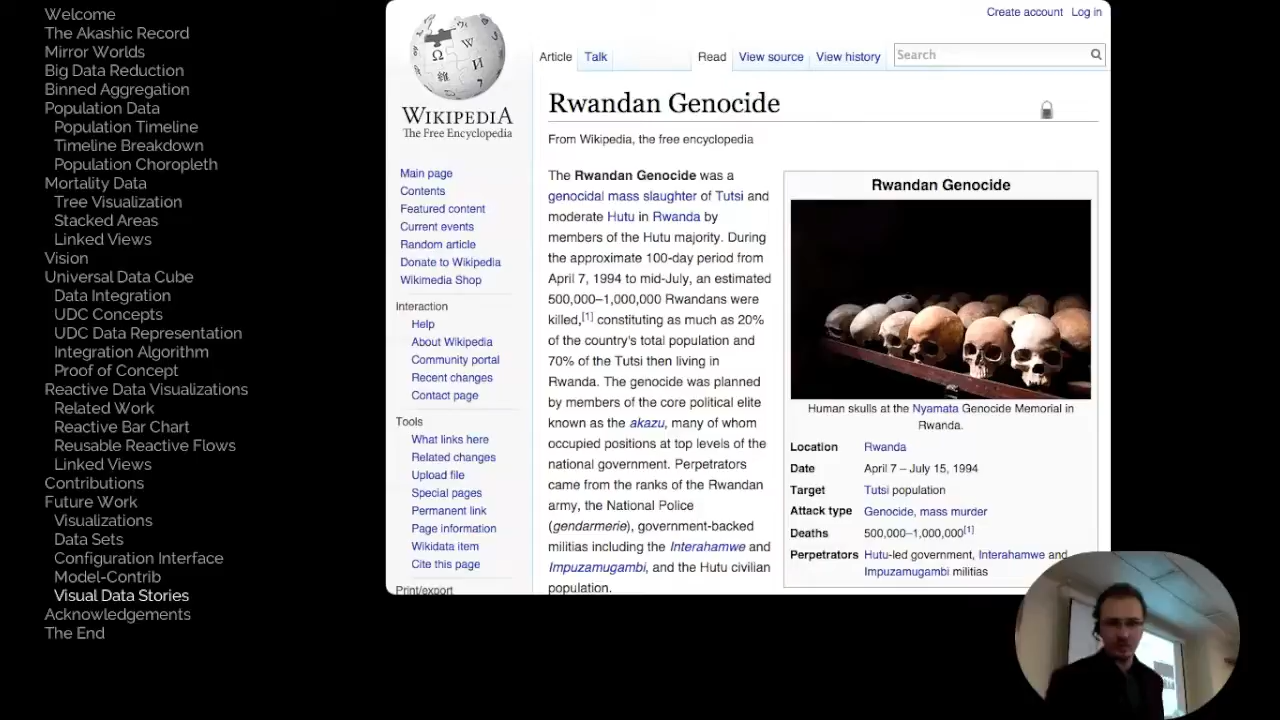 Welcome
The Akashic Record
Mirror Worlds
Big Data Reduction
Binned Aggregation
Population Data
Population Timeline
Timeline Breakdown
Population Choropleth
Mortality Data
Tree Visualization
Stacked Areas
Linked Views
Vision
Universal Data Cube
Data Integration
UDC Concepts
UDC Data Representation
Integration Algorithm
Proof of Concept
Reactive Data Visualizations
Related Work
Reactive Bar Chart
Reusable Reactive Flows
Linked Views
Contributions
Future Work
Visualizations
Data Sets
Configuration Interface
Model-Contrib
Visual Data Stories
Acknowledgements
The End
WIKIPEDIA
The Free Encyclopedia
Main page
Contents
Featured content
Current events
Random article
Donate to Wikipedia
Wikimedia Shop
Interaction
Help
About Wikipedia
Community portal
Recent changes
Contact page
Tools
What links here
Related changes
Upload file
Special pages
Permanent link
Page information
Wikidata item
Cite this page
Print/export
Create account Log in
Article Talk Read View source View history Search
Rwandan Genocide
From Wikipedia, the free encyclopedia
The Rwandan Genocide was a
genocidal mass slaughter of Tutsi and
moderate Hutu in Rwanda by
members of the Hutu majority. During
the approximate 100-day period from
April 7, 1994 to mid-July, an estimated
500,000–1,000,000 Rwandans were
killed,[1] constituting as much as 20%
of the country's total population and
70% of the Tutsi then living in
Rwanda. The genocide was planned
by members of the core political elite
known as the akazu, many of whom
occupied positions at top levels of the
national government. Perpetrators
came from the ranks of the Rwandan
army, the National Police
(gendarmerie), government-backed
militias including the Interahamwe and
Impuzamugambi, and the Hutu civilian
population.
Rwandan Genocide
Human skulls at the Nyamata Genocide Memorial in
Rwanda.
Location Rwanda
Date April 7 – July 15, 1994
Target Tutsi population
Attack type Genocide, mass murder
Deaths 500,000–1,000,000[1]
Perpetrators Hutu-led government, Interahamwe and
Impuzamugambi militias